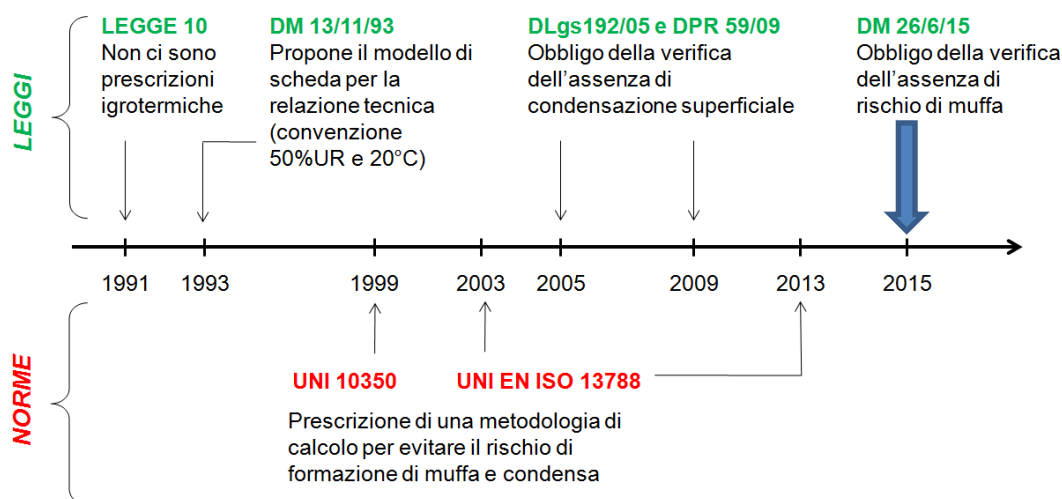 LEGGI
LEGGE 10
Non ci sono
prescrizioni
igrotermiche
DM 13/11/93
Propone il modello di
scheda per la
relazione tecnica
(convenzione
50%UR e 20°C)
DLgs192/05 e DPR 59/09
Obbligo della verifica
dell'assenza di
condensazione superficiale
DM 26/6/15
Obbligo della verifica
dell'assenza di
rischio di muffa
1991 1993 1999 2003 2005 2009 2013 2015
NORME
UNI 10350 UNI EN ISO 13788
Prescrizione di una metodologia di
calcolo per evitare il rischio di
formazione di muffa e condensa